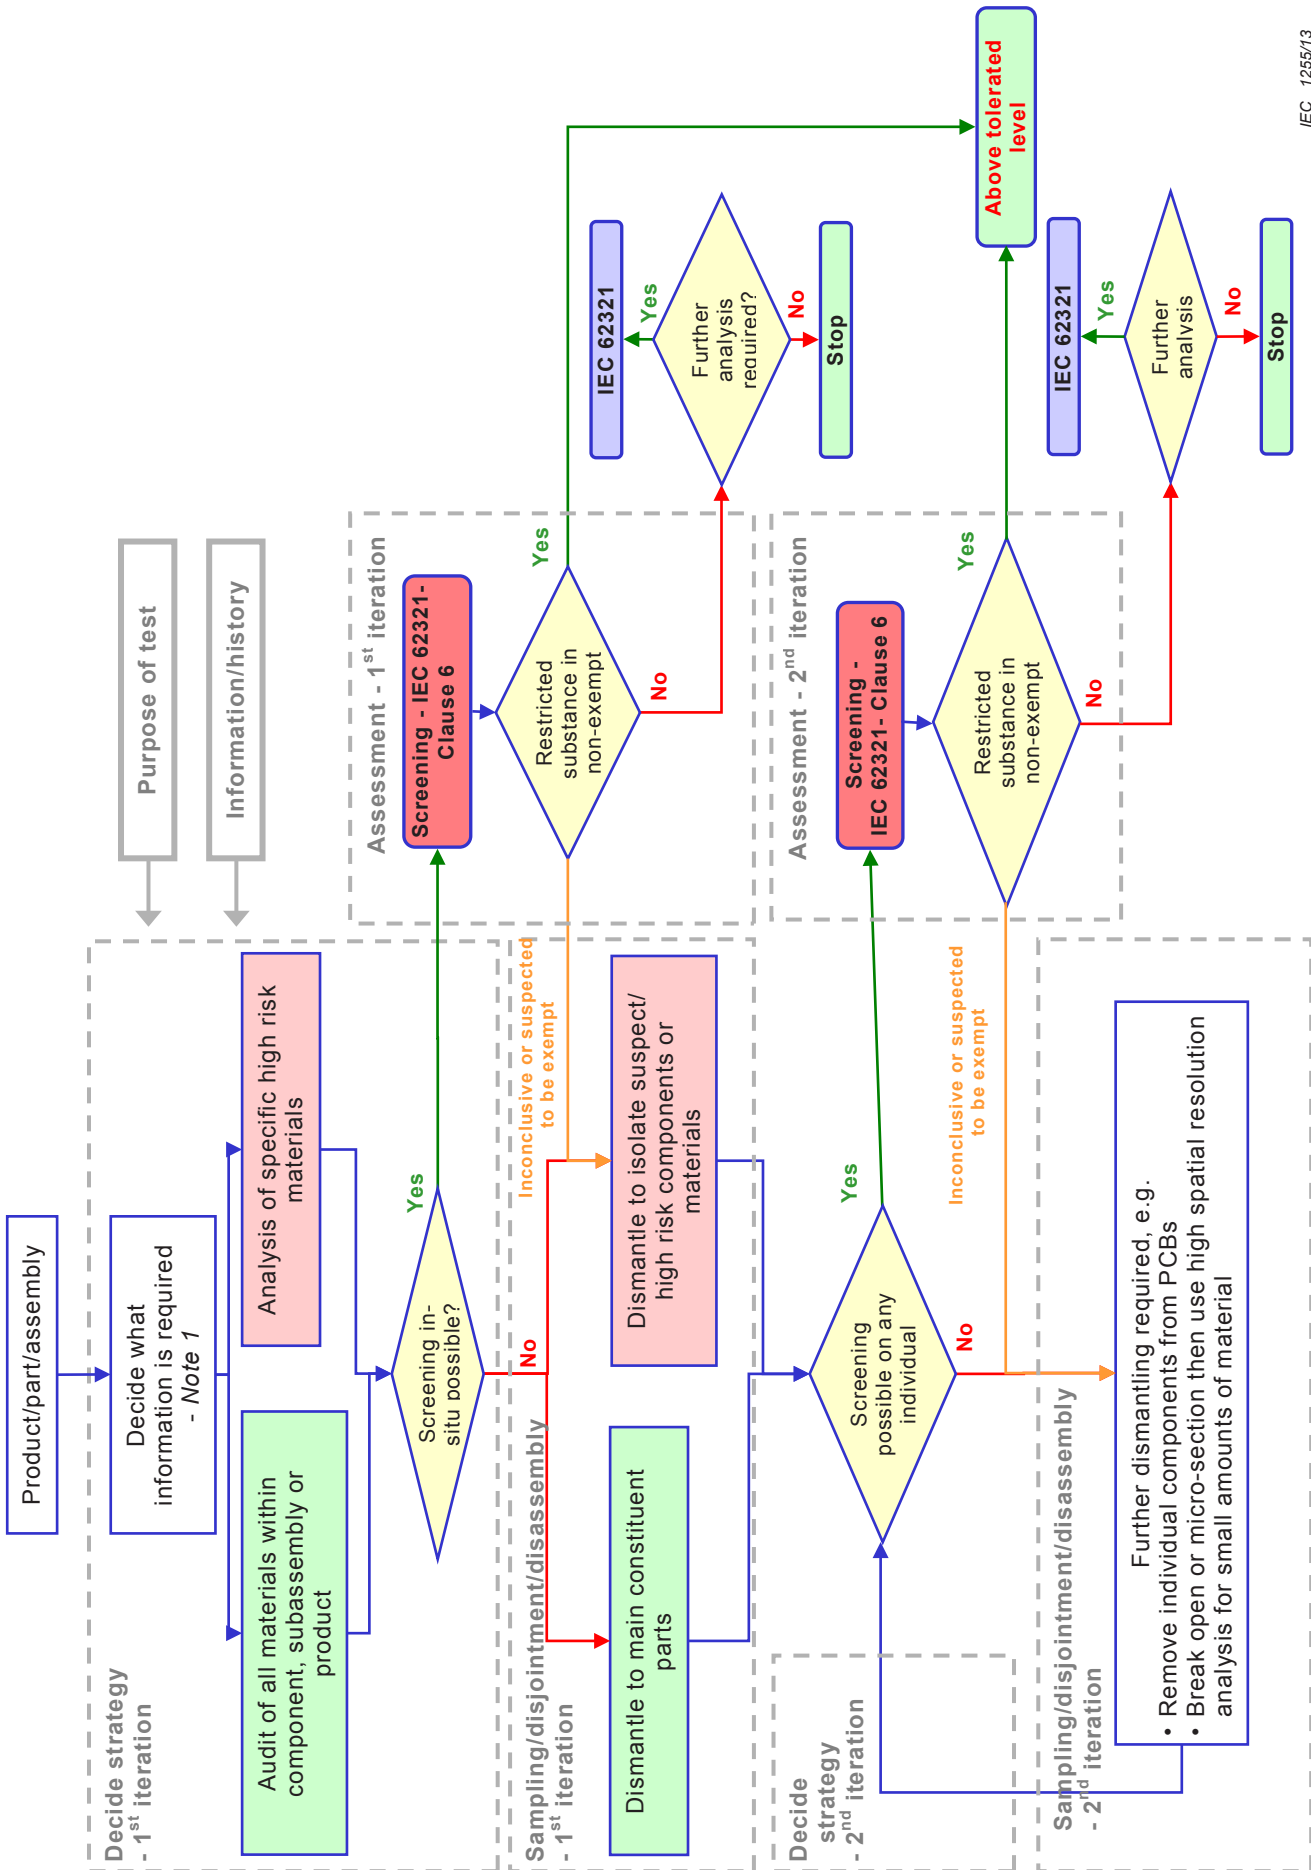 Product/part/assembly
Purpose of test
Information/history
Decide strategy
- 1st iteration
Decide what
information is required
- Note 1
Audit of all materials within
component, subassembly or
product
Analysis of specific high risk
materials
Screening in-
situ possible?
Yes
No
Assessment - 1st iteration
Screening - IEC 62321-
Clause 6
Restricted
substance in
non-exempt
Yes
No
Inconclusive or suspected
to be exempt
Sampling/disjointment/disassembly
- 1st iteration
Dismantle to main constituent
parts
Dismantle to isolate suspect/
high risk components or
materials
IEC 62321
Yes
Further
analysis
required?
No
Stop
Decide
strategy
- 2nd iteration
Screening
possible on any
individual
Yes
No
Assessment - 2nd iteration
Screening -
IEC 62321- Clause 6
Restricted
substance in
non-exempt
Yes
No
Inconclusive or suspected
to be exempt
Above tolerated
level
IEC 62321
Yes
Further
analysis
No
Stop
Sampling/disjointment/disassembly
- 2nd iteration
Further dismantling required, e.g.
• Remove individual components from PCBs
• Break open or micro-section then use high spatial resolution
analysis for small amounts of material
IEC 1255/13